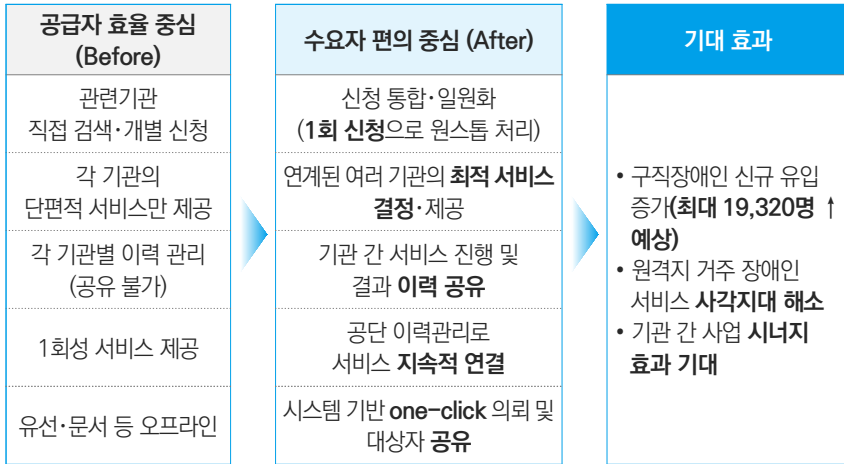 공급자 효율 중심
(Before)
관련기관
직접 검색·개별 신청
각 기관의
단편적 서비스만 제공
각 기관별 이력 관리
(공유 불가)
1회성 서비스 제공
유선·문서 등 오프라인
수요자 편의 중심 (After)
신청 통합·일원화
(1회 신청으로 원스톱 처리)
연계된 여러 기관의 최적 서비스
결정·제공
기관 간 서비스 진행 및
결과 이력 공유
공단 이력관리로
서비스 지속적 연결
시스템 기반 one-click 의뢰 및
대상자 공유
기대 효과
• 구직장애인 신규 유입
증가(최대 19,320명 ↑
예상)
• 원격지 거주 장애인
서비스 사각지대 해소
• 기관 간 사업 시너지
효과 기대